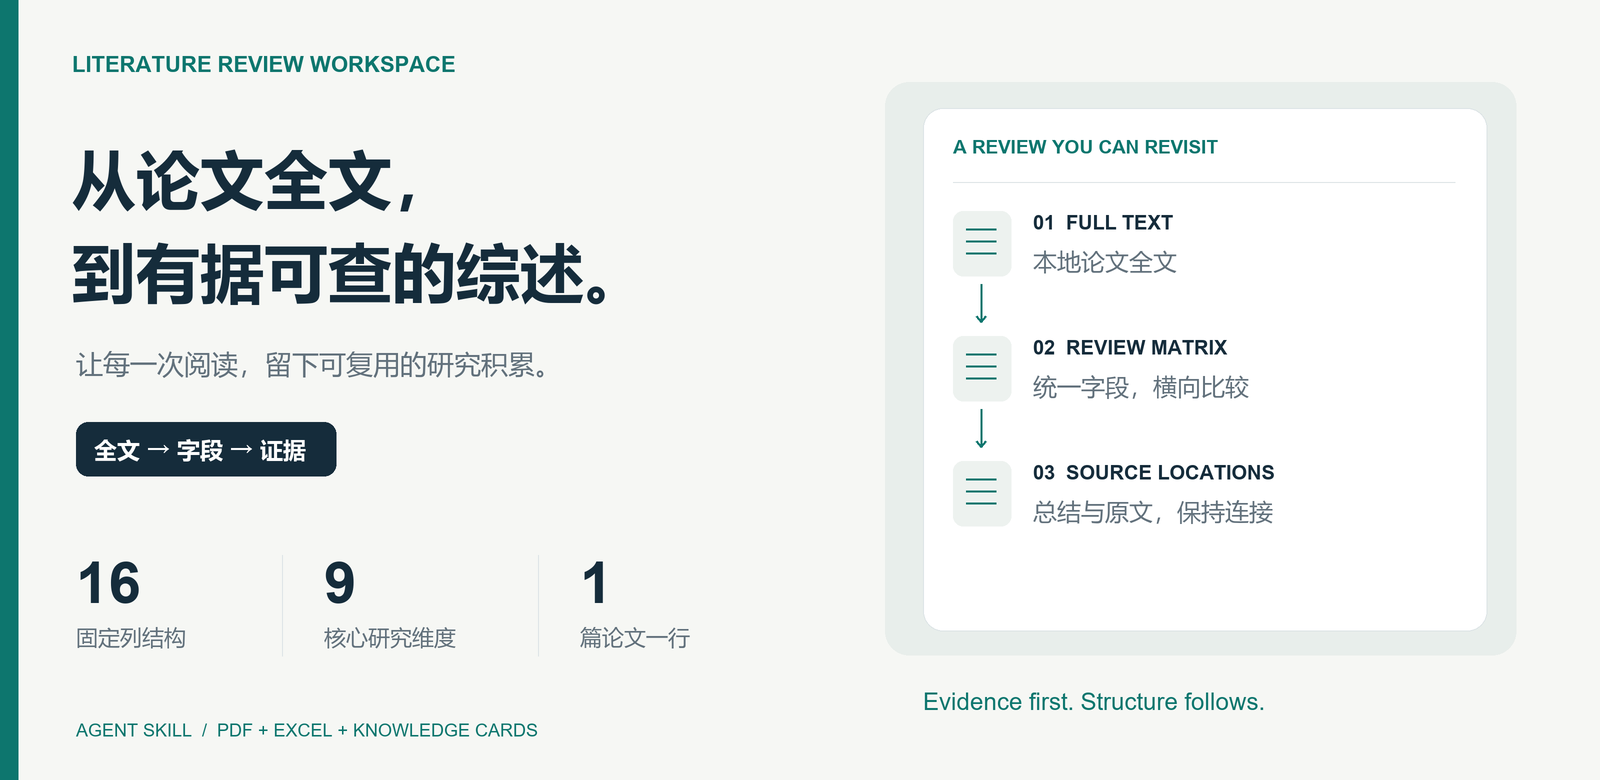 LITERATURE REVIEW WORKSPACE
从论文全文，
到有据可查的综述。
让每一次阅读，留下可复用的研究积累。
全文 → 字段 → 证据
16
固定列结构
9
核心研究维度
1
篇论文一行
AGENT SKILL / PDF + EXCEL + KNOWLEDGE CARDS
A REVIEW YOU CAN REVISIT
01 FULL TEXT
本地论文全文
02 REVIEW MATRIX
统一字段，横向比较
03 SOURCE LOCATIONS
总结与原文，保持连接
Evidence first. Structure follows.